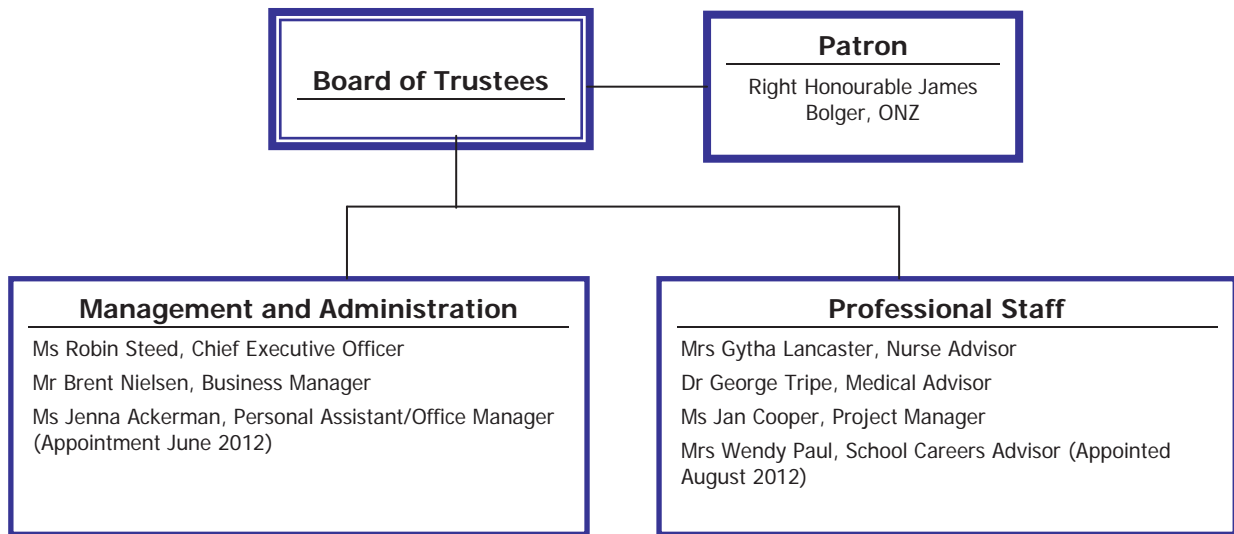 Board of Trustees
Patron
Right Honourable James
Bolger, ONZ
Management and Administration
Ms Robin Steed, Chief Executive Officer
Mr Brent Nielsen, Business Manager
Ms Jenna Ackerman, Personal Assistant/Office Manager
(Appointment June 2012)
Professional Staff
Mrs Gytha Lancaster, Nurse Advisor
Dr George Tripe, Medical Advisor
Ms Jan Cooper, Project Manager
Mrs Wendy Paul, School Careers Advisor (Appointed
August 2012)